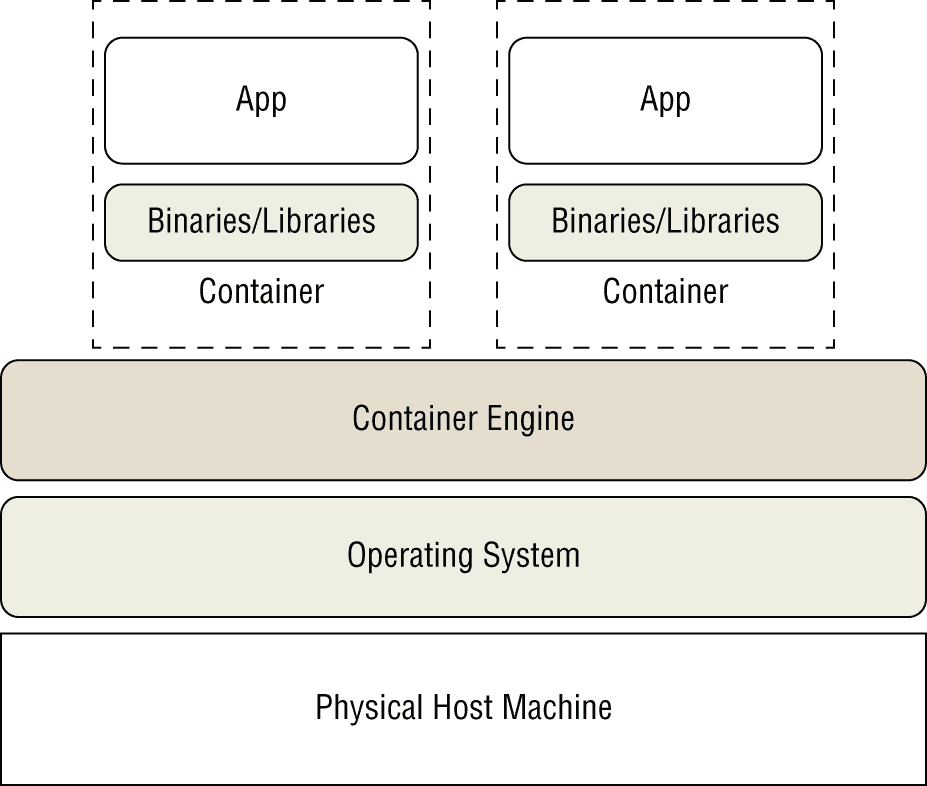 App
App
Binaries/Libraries
Binaries/Libraries
Container
Container
Container Engine
Operating System
Physical Host Machine